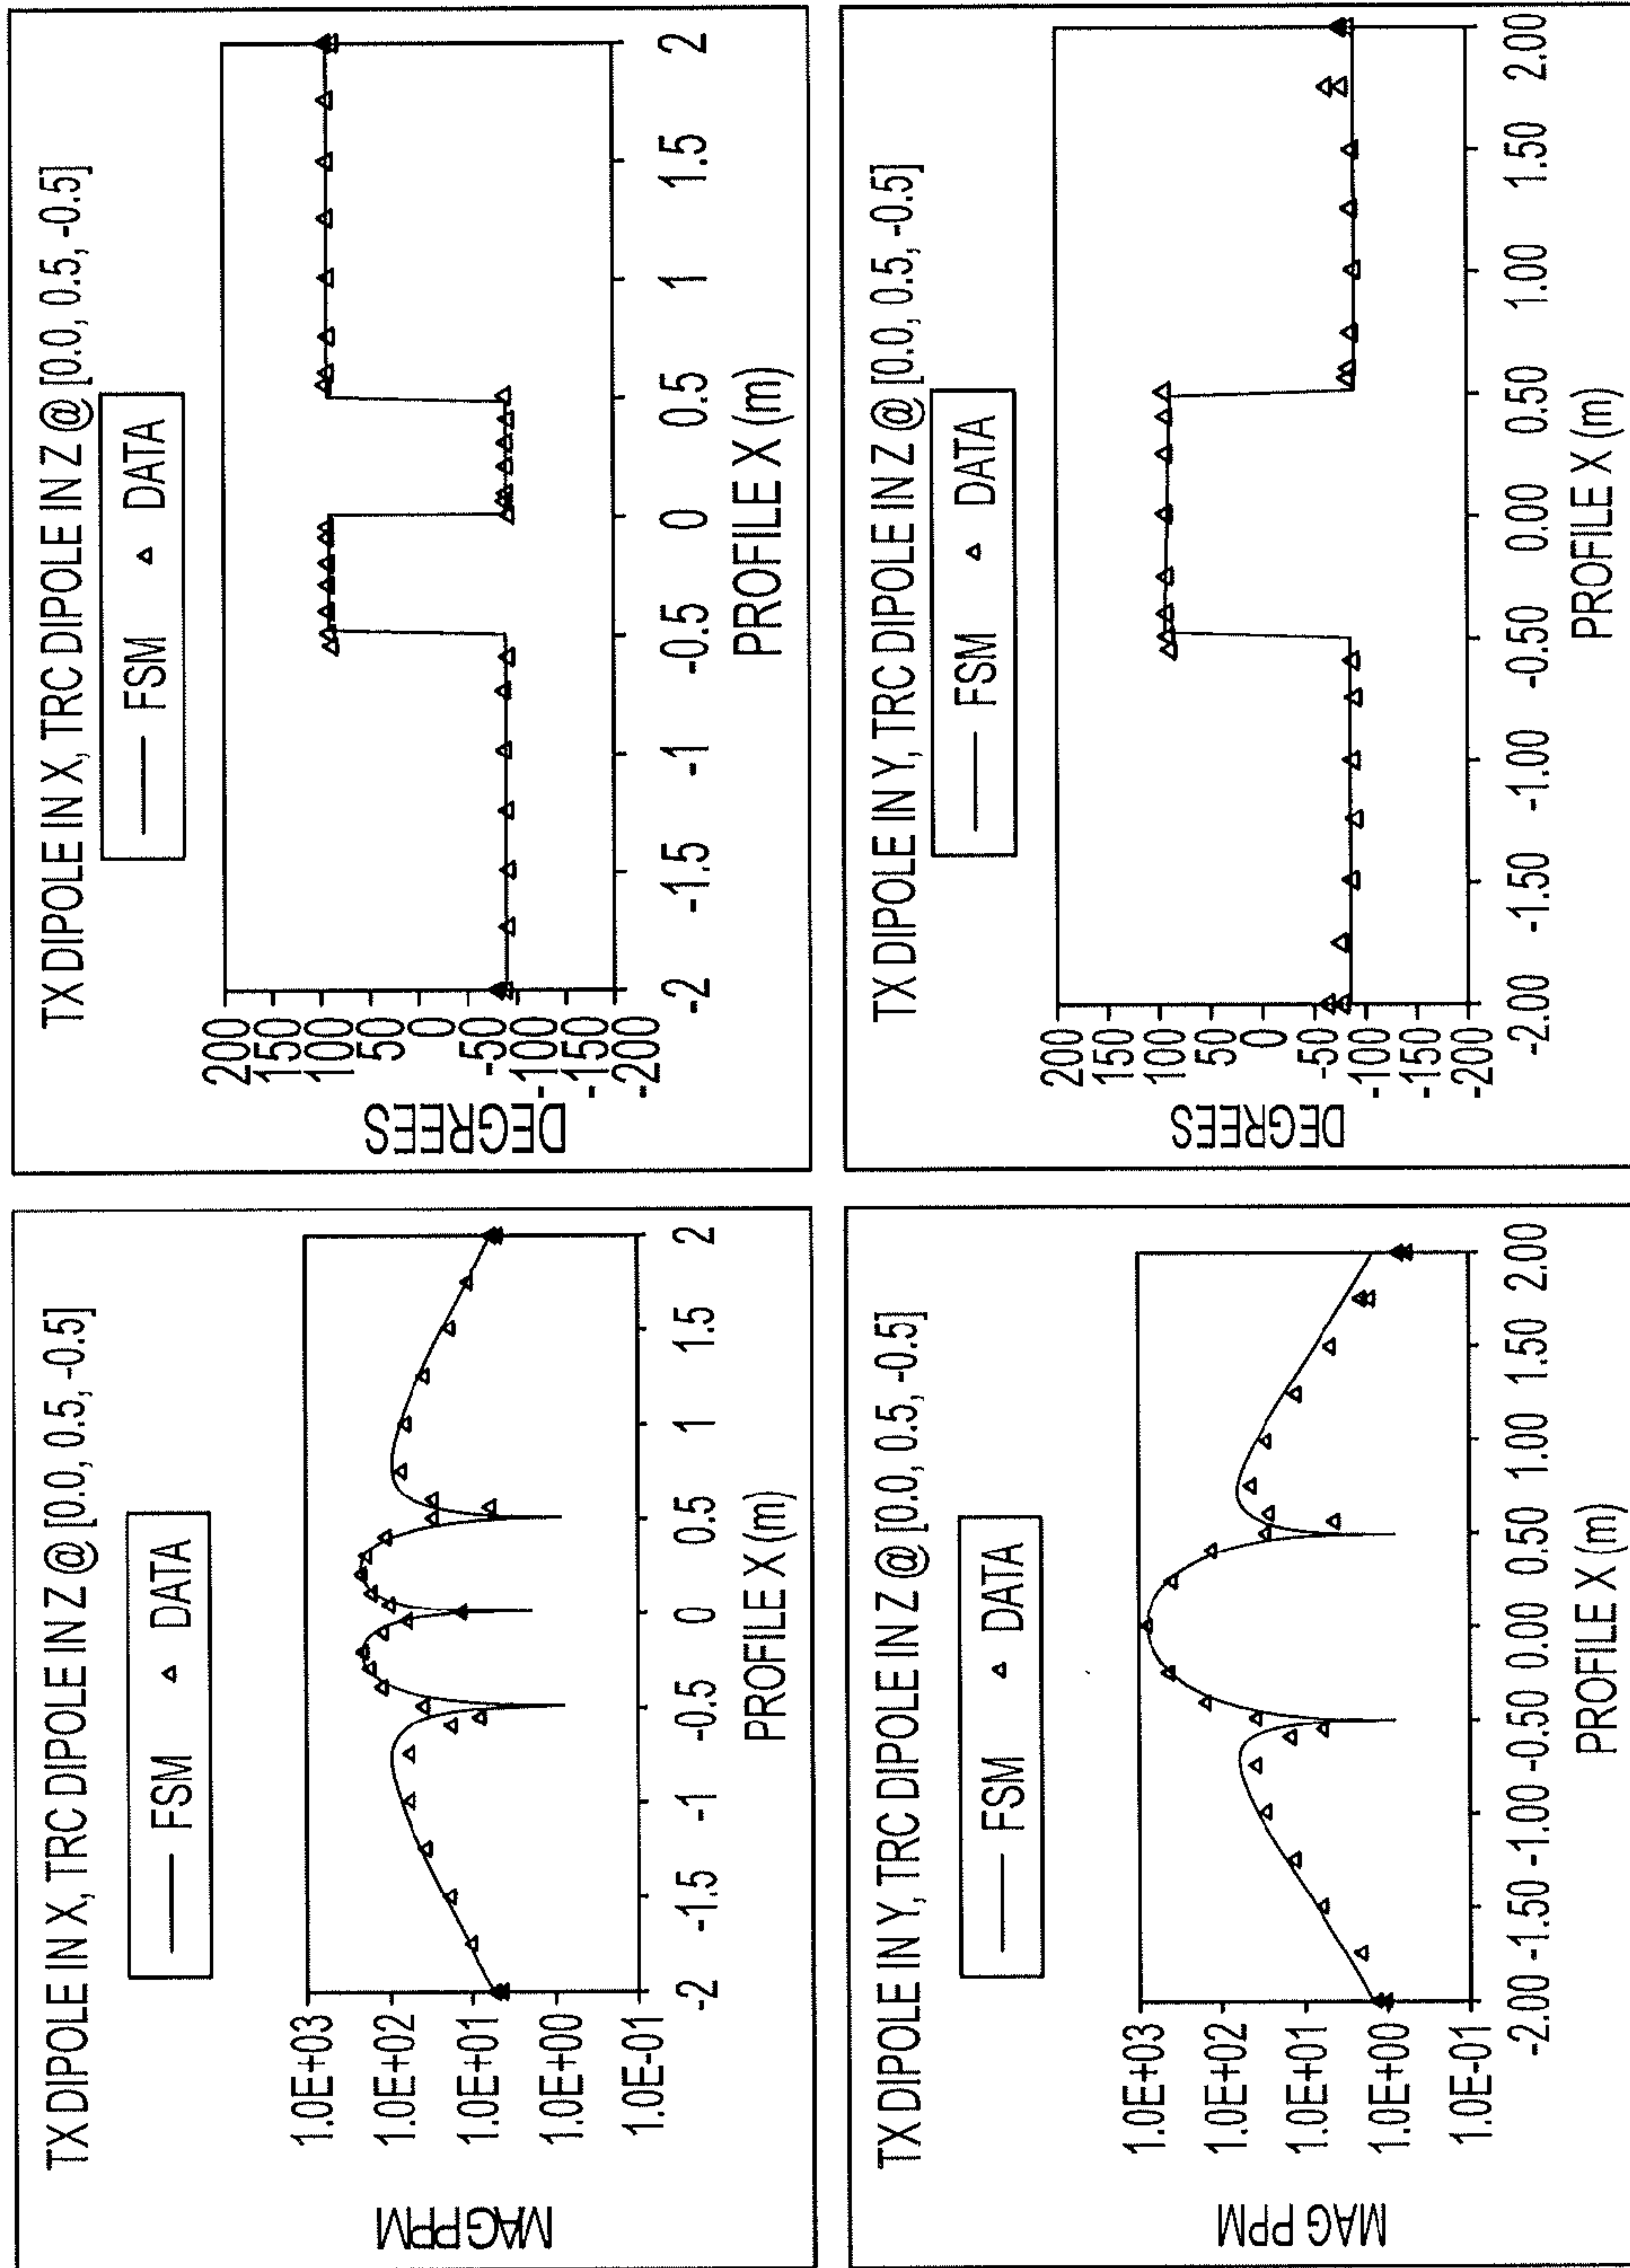 TX DIPOLE IN X, TRC DIPOLE IN Z @ [0.0, 0.5, -0.5]
FSM DATA
MAG PPM
1.0E+03
1.0E+02
1.0E+01
1.0E+00
1.0E-01
-2 -1.5 -1 -0.5 0 0.5 1 1.5 2
PROFILE X (m)
TX DIPOLE IN X, TRC DIPOLE IN Z @ [0.0, 0.5, -0.5]
FSM DATA
DEGREES
200
150
100
50
0
-50
-100
-150
-200
-2 -1.5 -1 -0.5 0 0.5 1 1.5 2
PROFILE X (m)
TX DIPOLE IN Y, TRC DIPOLE IN Z @ [0.0, 0.5, -0.5]
FSM DATA
MAG PPM
1.0E+03
1.0E+02
1.0E+01
1.0E+00
1.0E-01
-2.00 -1.50 -1.00 -0.50 0.00 0.50 1.00 1.50 2.00
PROFILE X (m)
TX DIPOLE IN Y, TRC DIPOLE IN Z @ [0.0, 0.5, -0.5]
FSM DATA
DEGREES
200
150
100
50
0
-50
-100
-150
-200
-2.00 -1.50 -1.00 -0.50 0.00 0.50 1.00 1.50 2.00
PROFILE X (m)